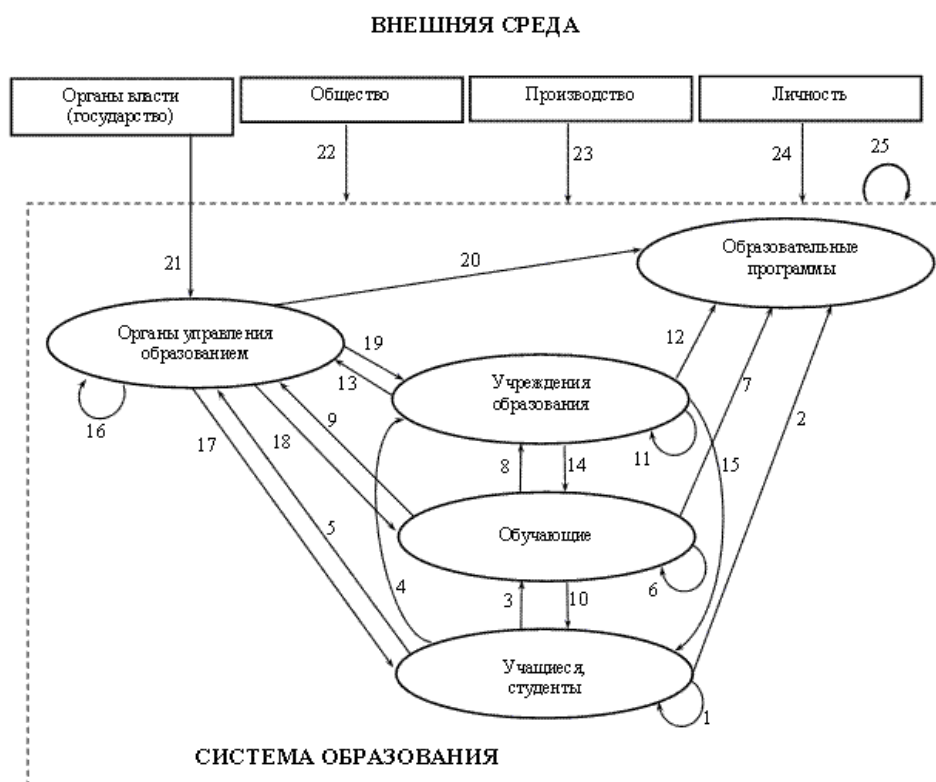 ВНЕШНЯЯ СРЕДА
Органы власти
(государство)
Общество
Производство
Личность
22
23
24
25
21
20
Образовательные
программы
Органы управления
образованием
19
13
12
Учреждения
образования
7
2
16
17
18
9
8
14
11
15
Обучающие
5
4
3
10
6
Учащиеся,
студенты
1
СИСТЕМА ОБРАЗОВАНИЯ